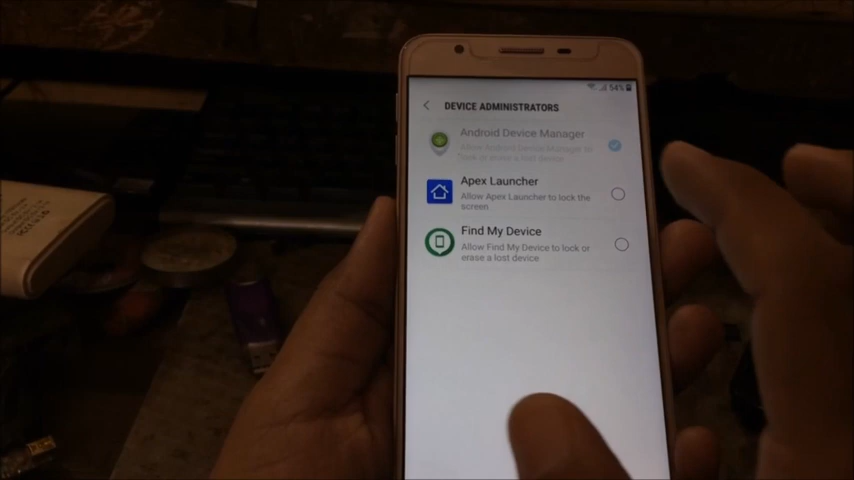 54%
DEVICE ADMINISTRATORS
Android Device Manager
Allow Android Device Manager to
lock or erase a lost device
Apex Launcher
Allow Apex Launcher to lock the
screen
Find My Device
Allow Find My Device to lock or
erase a lost device